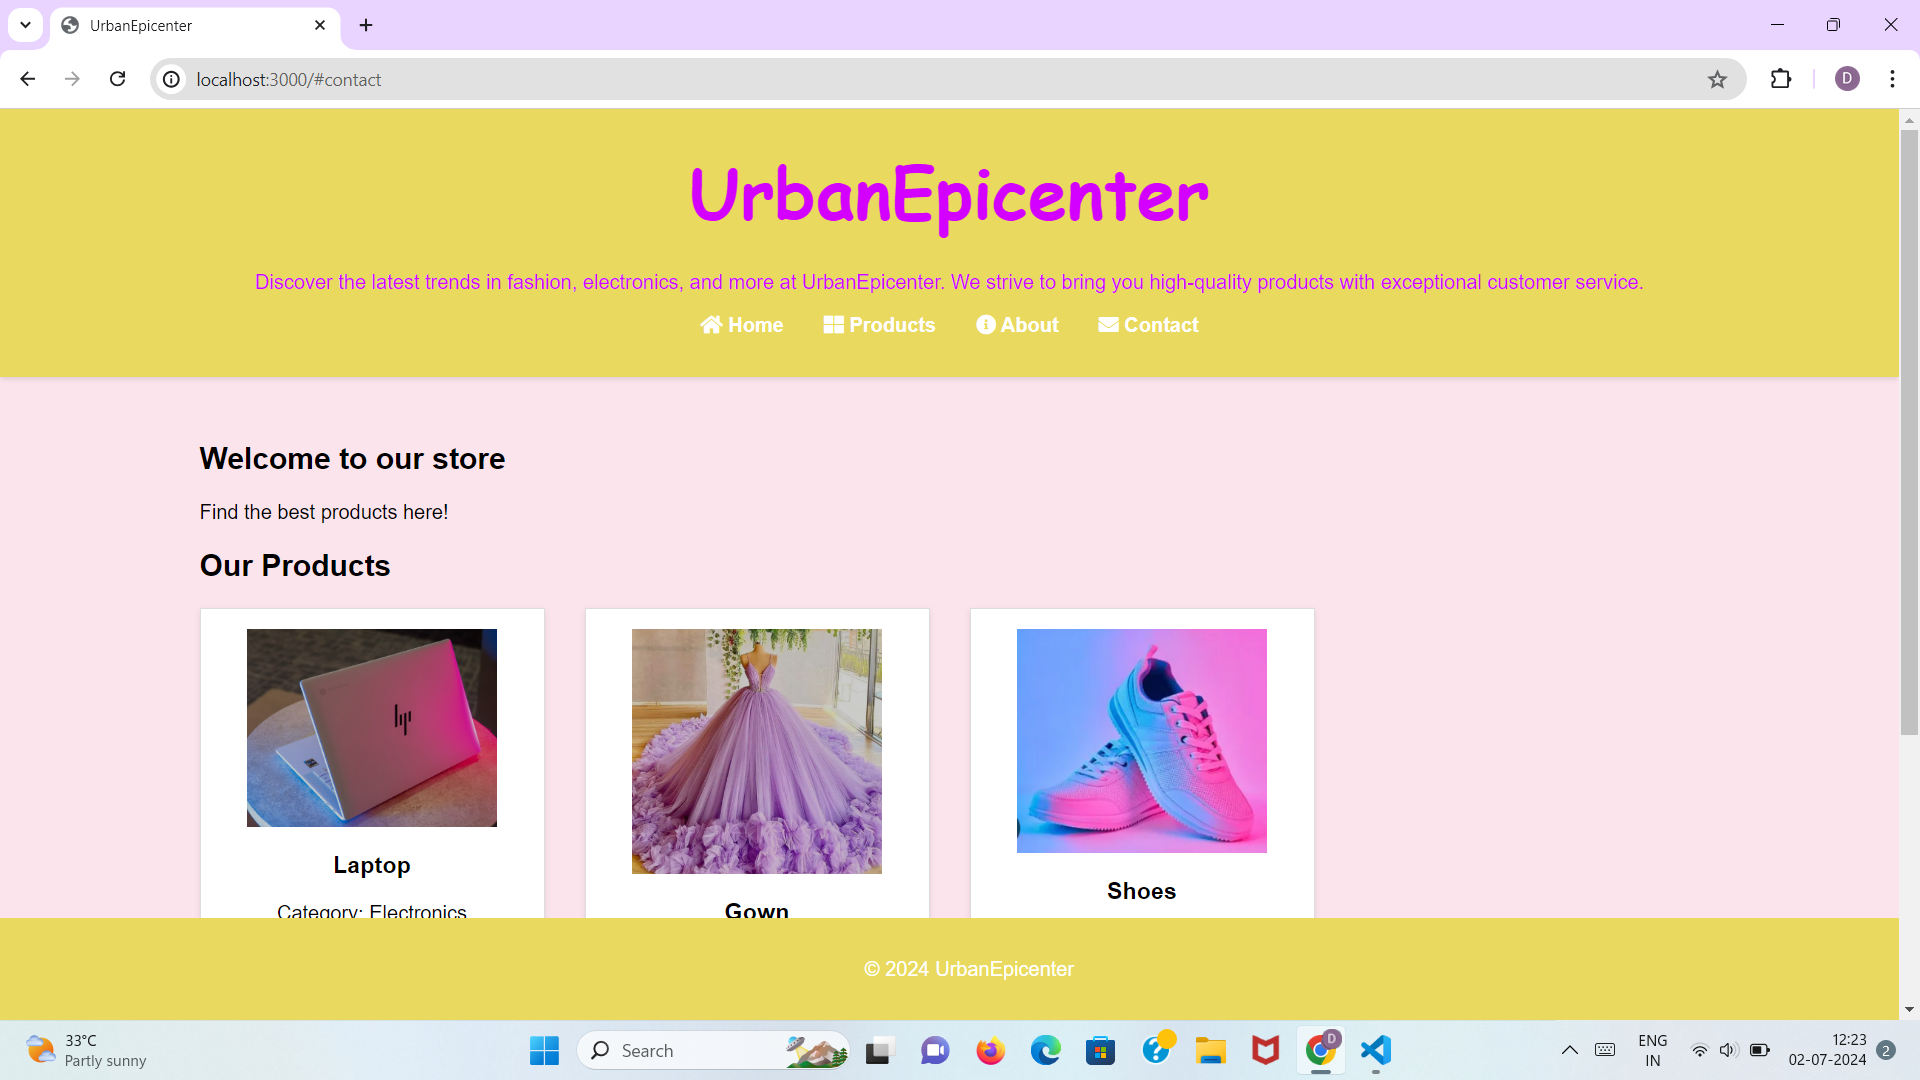 UrbanEpicenter
localhost:3000/#contact
D
UrbanEpicenter
Discover the latest trends in fashion, electronics, and more at UrbanEpicenter. We strive to bring you high-quality products with exceptional customer service.
Home Products About Contact
Welcome to our store
Find the best products here!
Our Products
hp
Laptop
Category: Electronics
Gown
Shoes
© 2024 UrbanEpicenter
33°C
Partly sunny
Search
D
ENG
IN
12:23
02-07-2024
2